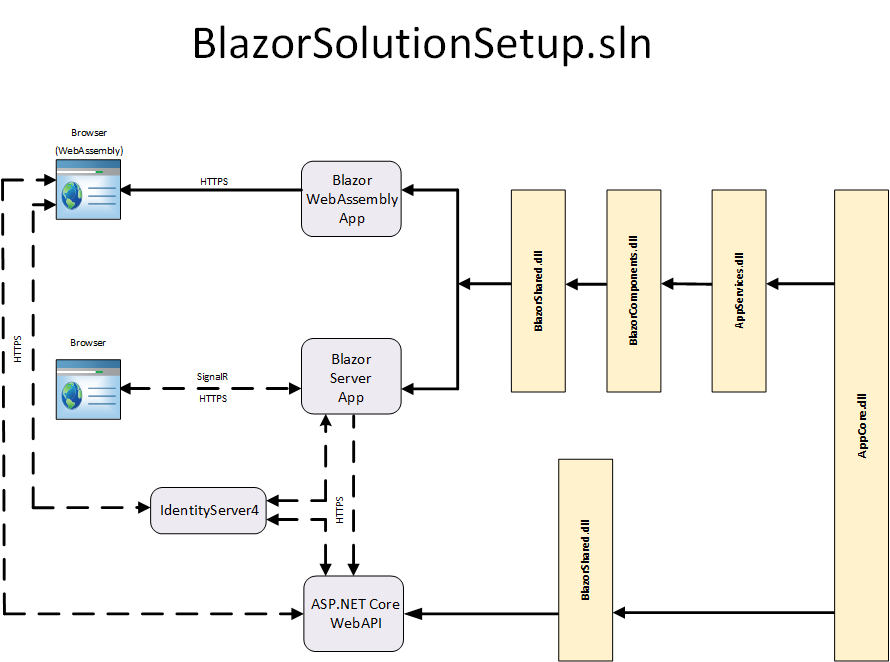 BlazorSolutionSetup.sln
Browser
(WebAssembly)
HTTPS
Blazor
WebAssembly
App
BlazorShared.dll
BlazorComponents.dll
AppServices.dll
AppCore.dll
HTTPS
Browser
SignalR
HTTPS
Blazor
Server
App
IdentityServer4
HTTPS
BlazorShared.dll
ASP.NET Core
WebAPI